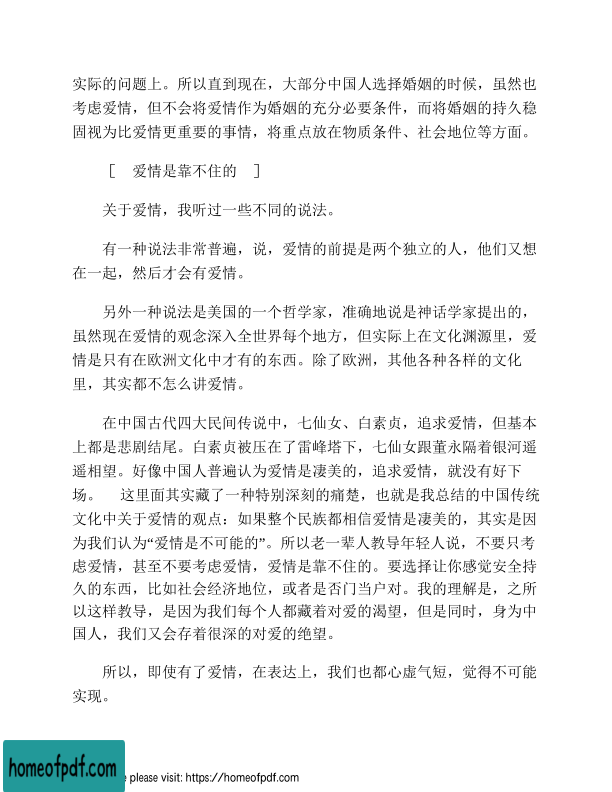 实际的问题上。所以直到现在，大部分中国人选择婚姻的时候，虽然也
考虑爱情，但不会将爱情作为婚姻的充分必要条件，而将婚姻的持久稳
固视为比爱情更重要的事情，将重点放在物质条件、社会地位等方面。
［　爱情是靠不住的　］
关于爱情，我听过一些不同的说法。
有一种说法非常普遍，说，爱情的前提是两个独立的人，他们又想
在一起，然后才会有爱情。
另外一种说法是美国的一个哲学家，准确地说是神话学家提出的，
虽然现在爱情的观念深入全世界每个地方，但实际上在文化渊源里，爱
情是只有在欧洲文化中才有的东西。除了欧洲，其他各种各样的文化
里，其实都不怎么讲爱情。
在中国古代四大民间传说中，七仙女、白素贞，追求爱情，但基本
上都是悲剧结尾。白素贞被压在了雷峰塔下，七仙女跟董永隔着银河遥
遥相望。好像中国人普遍认为爱情是凄美的，追求爱情，就没有好下
场。　这里面其实藏了一种特别深刻的痛楚，也就是我总结的中国传统
文化中关于爱情的观点：如果整个民族都相信爱情是凄美的，其实是因
为我们认为“爱情是不可能的”。所以老一辈人教导年轻人说，不要只考
虑爱情，甚至不要考虑爱情，爱情是靠不住的。要选择让你感觉安全持
久的东西，比如社会经济地位，或者是否门当户对。我的理解是，之所
以这样教导，是因为我们每个人都藏着对爱的渴望，但是同时，身为中
国人，我们又会存着很深的对爱的绝望。
所以，即使有了爱情，在表达上，我们也都心虚气短，觉得不可能
实现。
homeofpdf.com
e please visit: https://homeofpdf.com